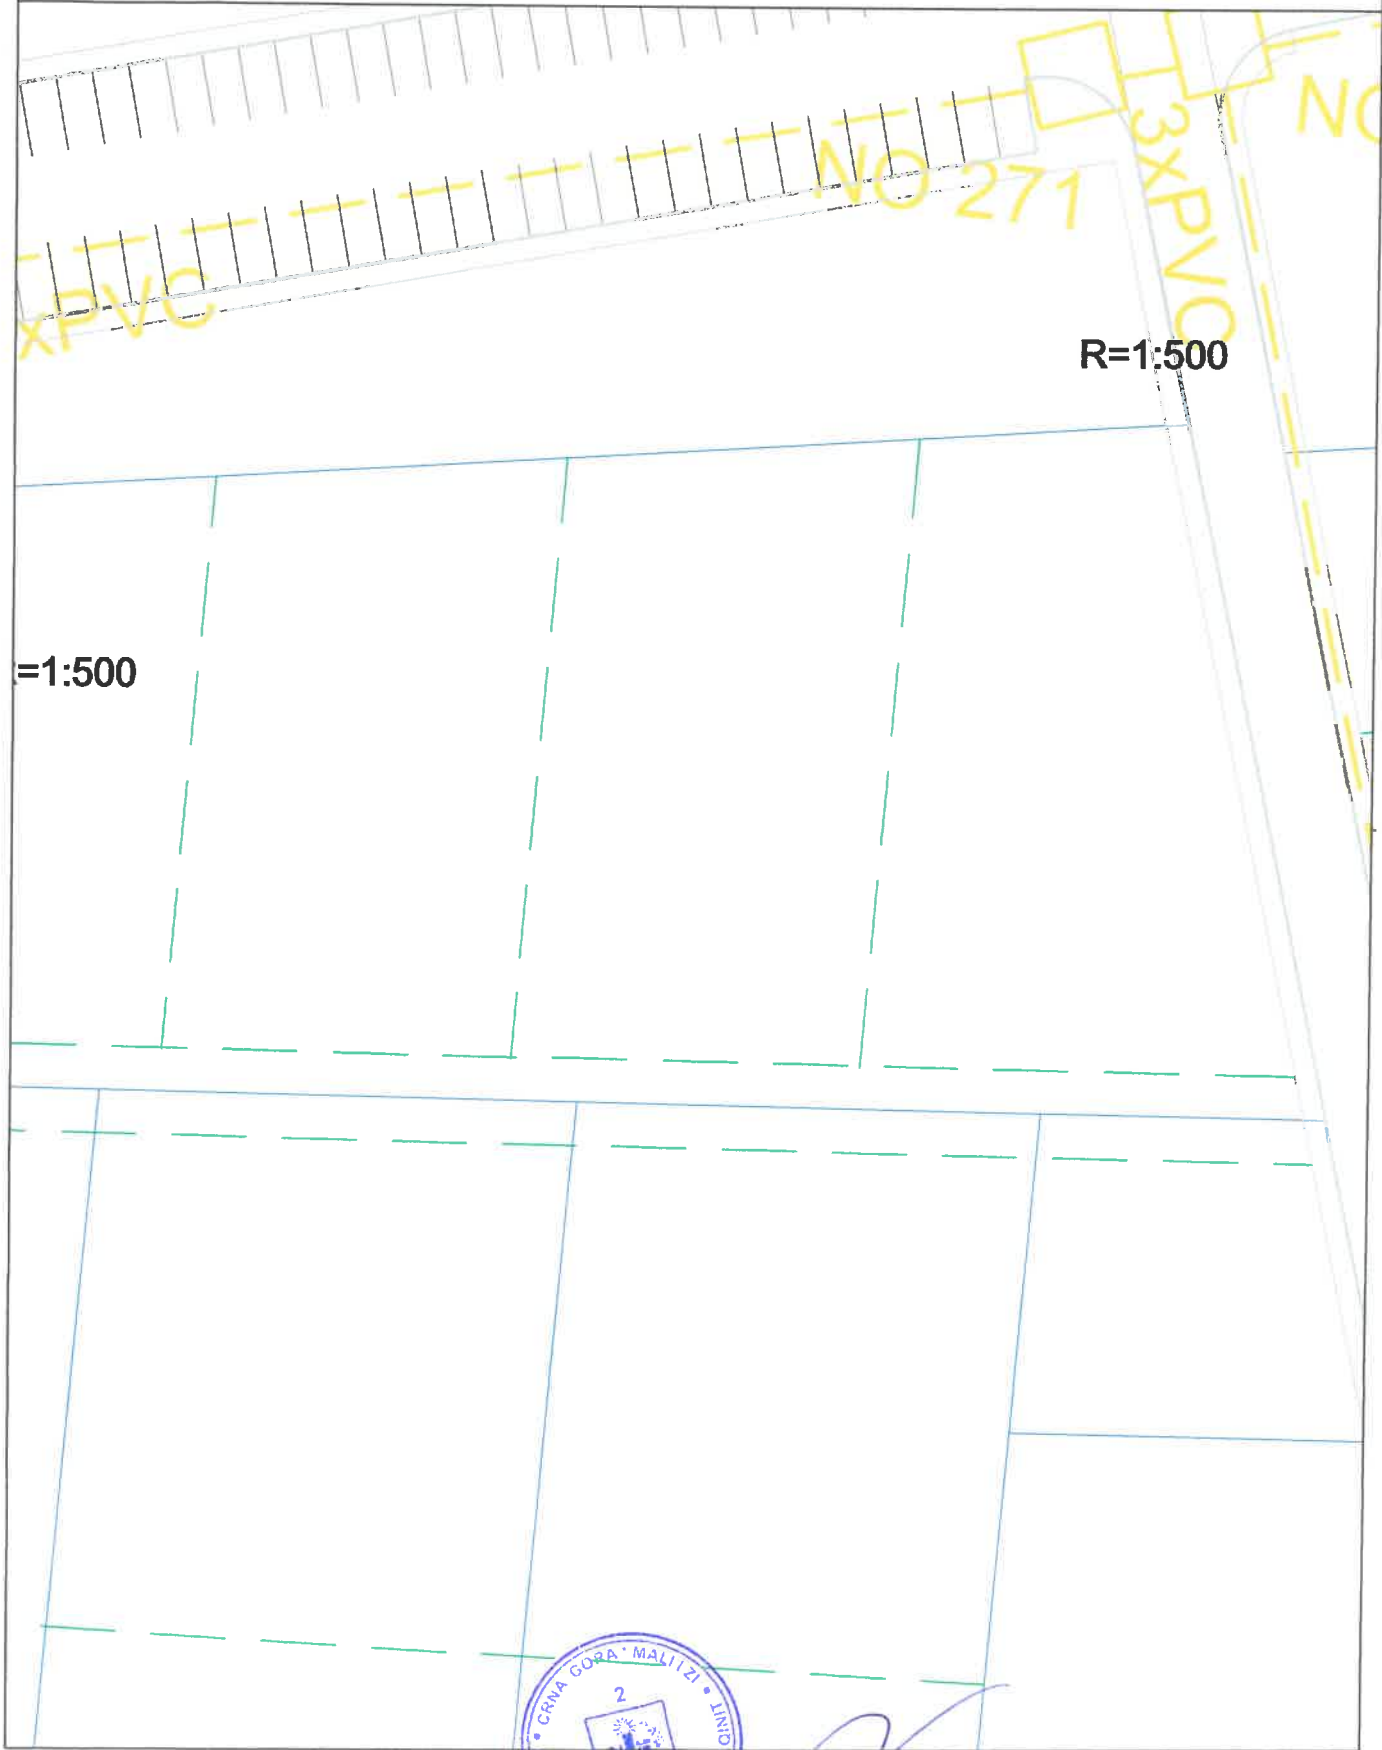 NO
3xPVC
NO 271
xPVC
R=1:500
=1:500
CRNA GORA * MALI I ZI *
2